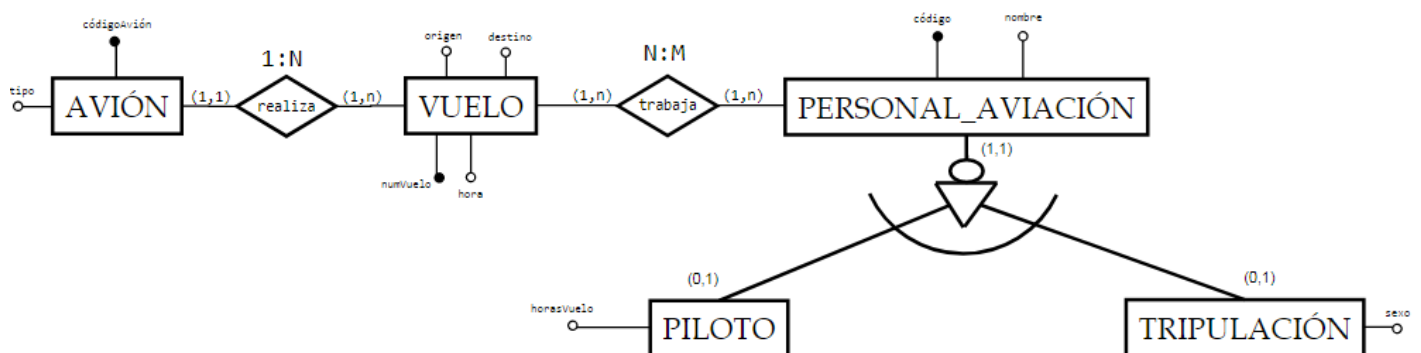 códigoAvión
código
nombre
origen
destino
1:N
N:M
tipo
AVIÓN
(1,1)
realiza
(1,n)
VUELO
(1,n)
trabaja
(1,n)
PERSONAL_AVIACIÓN
(1,1)
numVuelo
hora
(0,1)
(0,1)
horasVuelo
PILOTO
TRIPULACIÓN
sexo